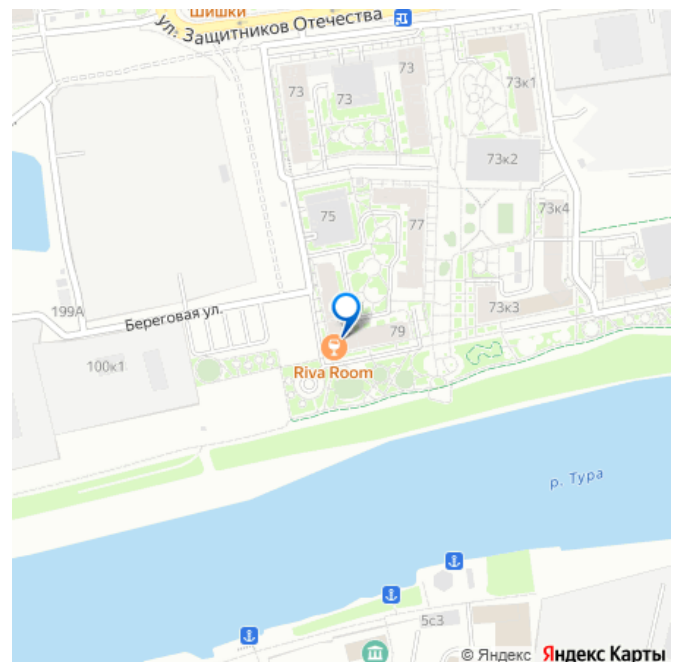 Шишки
ул. Защитников Отечества
73
73
73
73к1
73к2
75
77
73к4
199А
Береговая ул.
79
73к3
100к1
Riva Room
р. Тура
5с3
© Яндекс Яндекс Карты